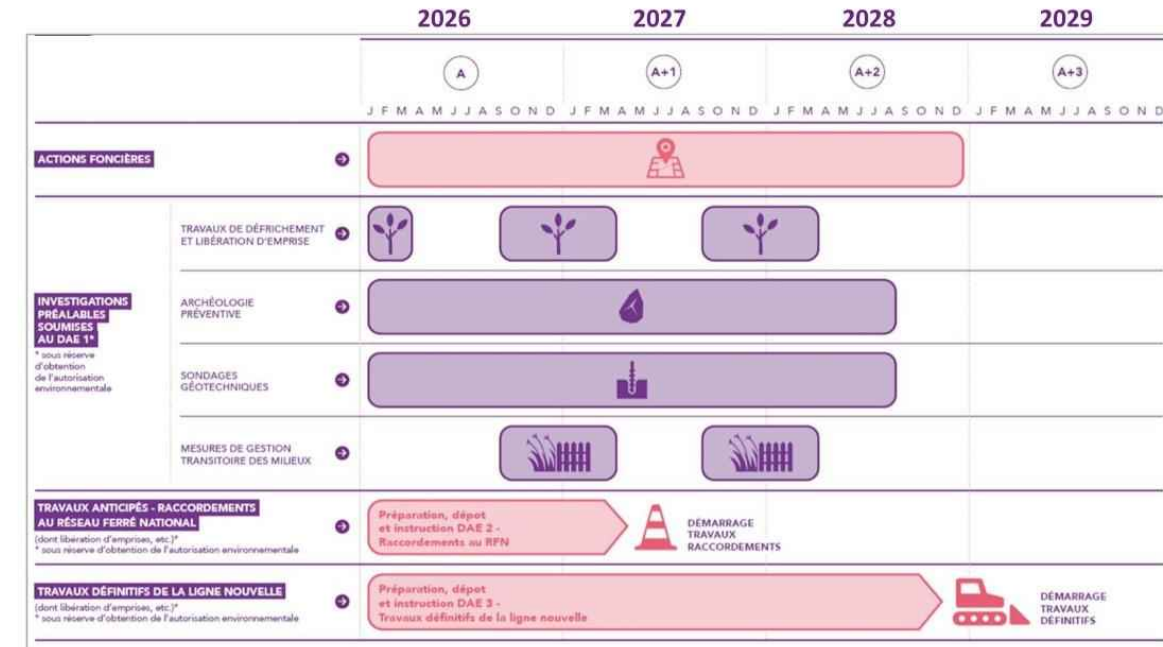 2026 2027 2028 2029
A A+1 A+2 A+3
J F M A M J J A S O N D J F M A M J J A S O N D J F M A M J J A S O N D J F M A M J J A S O N D
ACTIONS FONCIÈRES
INVESTIGATIONS
PRÉALABLES
SOUMISES
AU DAE 1*
* sous réserve
d'obtention
de l'autorisation
environnementale
TRAVAUX DE DÉFRICHEMENT
ET LIBÉRATION D'EMPRISE
ARCHÉOLOGIE
PRÉVENTIVE
SONDAGES
GÉOTECHNIQUES
MESURES DE GESTION
TRANSITOIRE DES MILIEUX
TRAVAUX ANTICIPÉS - RACCORDEMENTS
AU RÉSEAU FERRÉ NATIONAL
(dont libération d'emprises, etc.)*
* sous réserve d'obtention de l'autorisation environnementale
Préparation, dépot
et instruction DAE 2 -
Raccordements au RFN
DÉMARRAGE
TRAVAUX
RACCORDEMENTS
TRAVAUX DÉFINITIFS DE LA LIGNE NOUVELLE
(dont libération d'emprises, etc.)*
* sous réserve d'obtention de l'autorisation environnementale
Préparation, dépot
et instruction DAE 3 -
Travaux définitifs de la ligne nouvelle
DÉMARRAGE
TRAVAUX
DÉFINITIFS